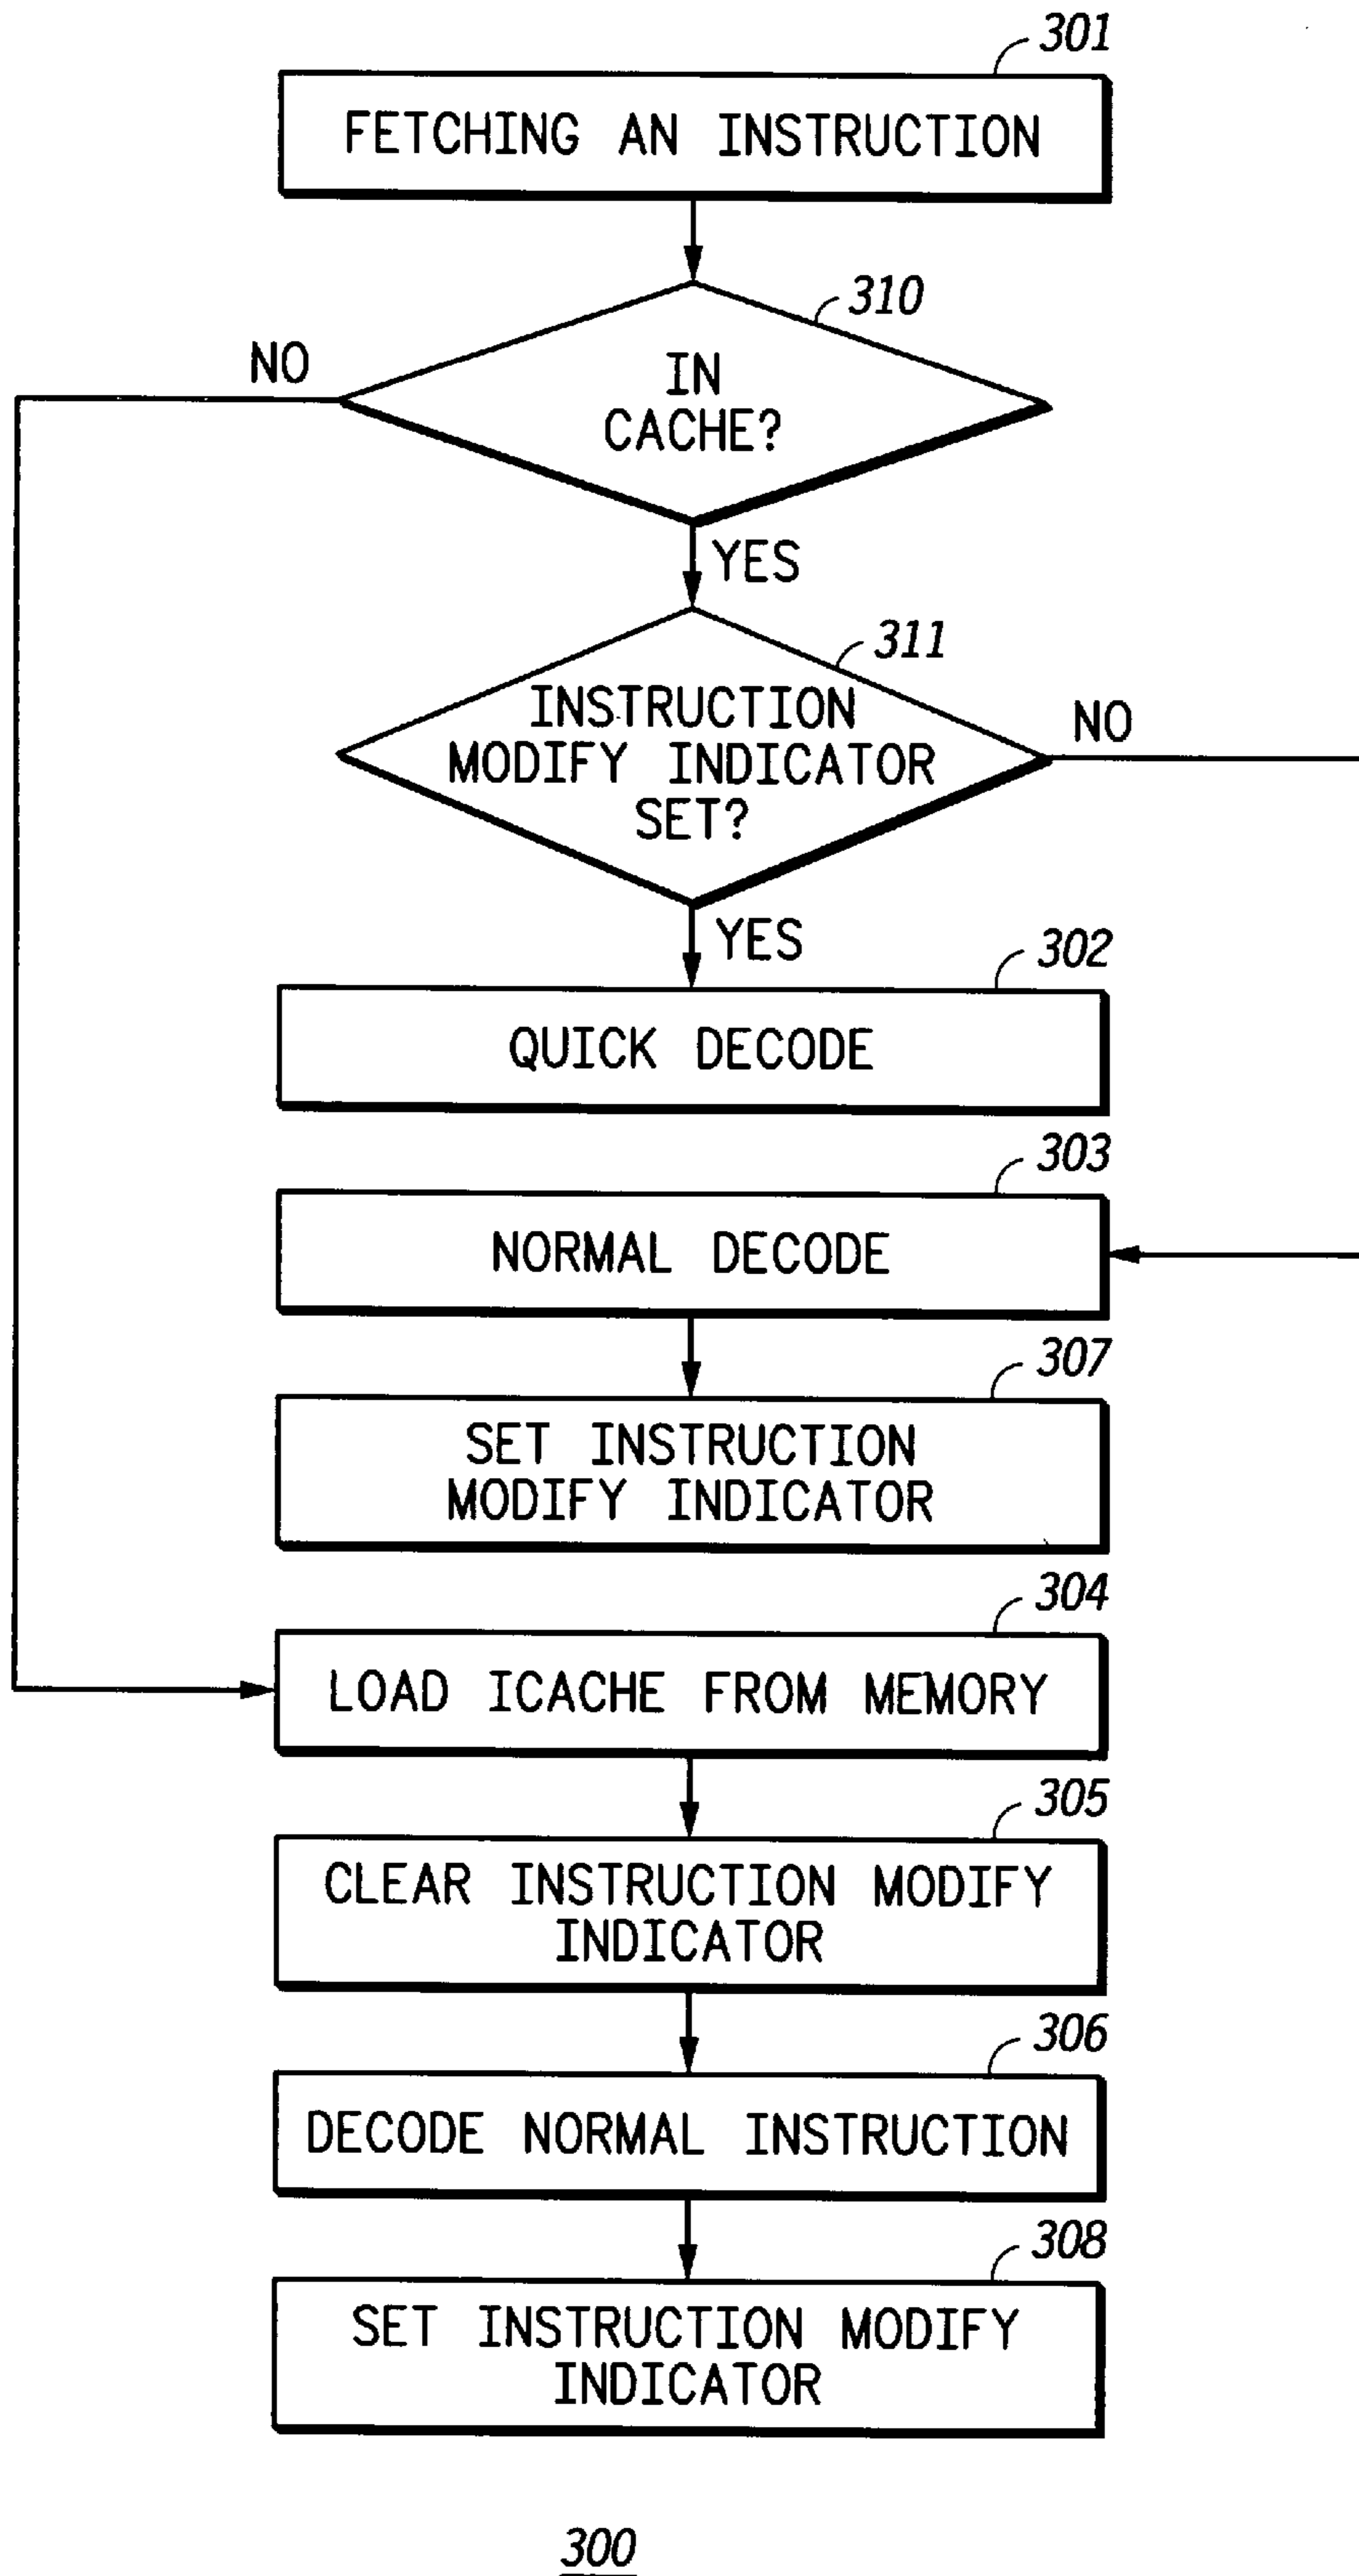 301
FETCHING AN INSTRUCTION
310
NO
IN
CACHE?
YES
311
INSTRUCTION
MODIFY INDICATOR
SET?
NO
YES
302
QUICK DECODE
303
NORMAL DECODE
307
SET INSTRUCTION
MODIFY INDICATOR
304
LOAD ICACHE FROM MEMORY
305
CLEAR INSTRUCTION MODIFY
INDICATOR
306
DECODE NORMAL INSTRUCTION
308
SET INSTRUCTION MODIFY
INDICATOR
300